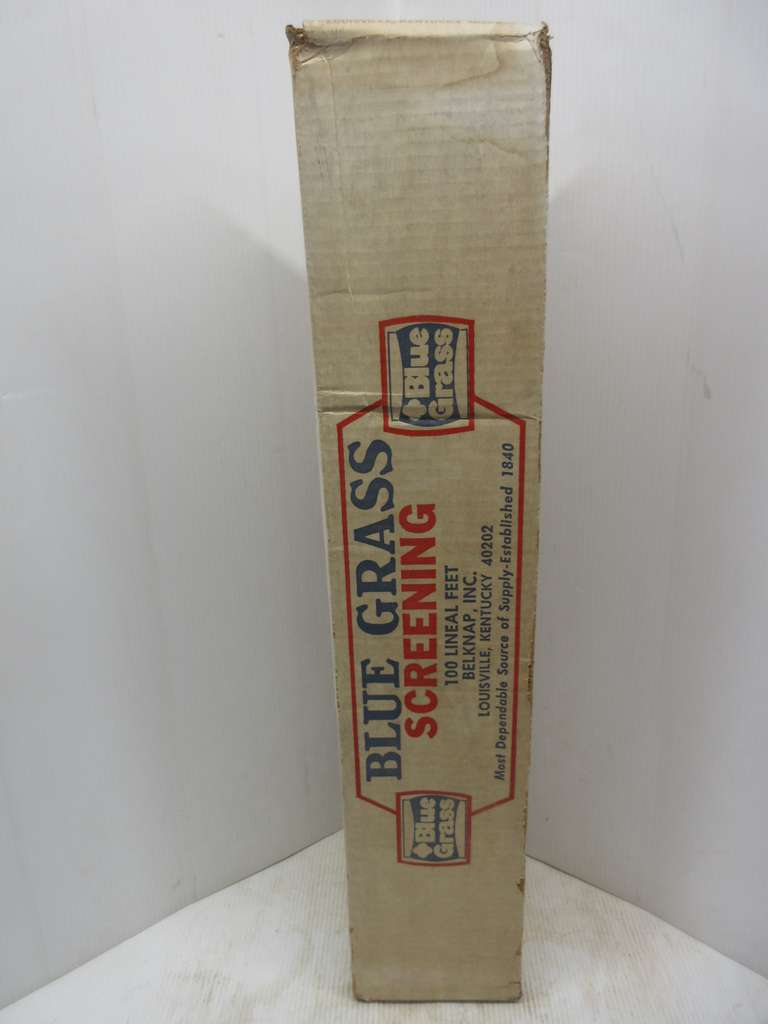 Blue
Grass
BLUE GRASS
SCREENING
100 LINEAL FEET
BELKNAP, INC.
LOUISVILLE, KENTUCKY 40202
Most Dependable Source of Supply-Established 1840
Blue
Grass